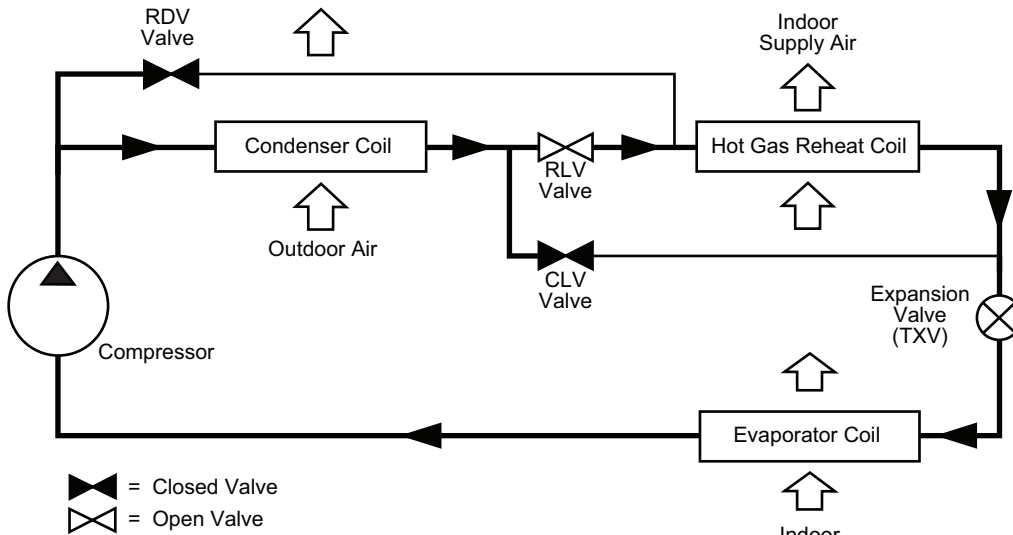 RDV
Valve
Indoor
Supply Air
Condenser Coil
Hot Gas Reheat Coil
RLV
Valve
Outdoor Air
CLV
Valve
Expansion
Valve
(TXV)
Compressor
Evaporator Coil
= Closed Valve
= Open Valve
Indoor